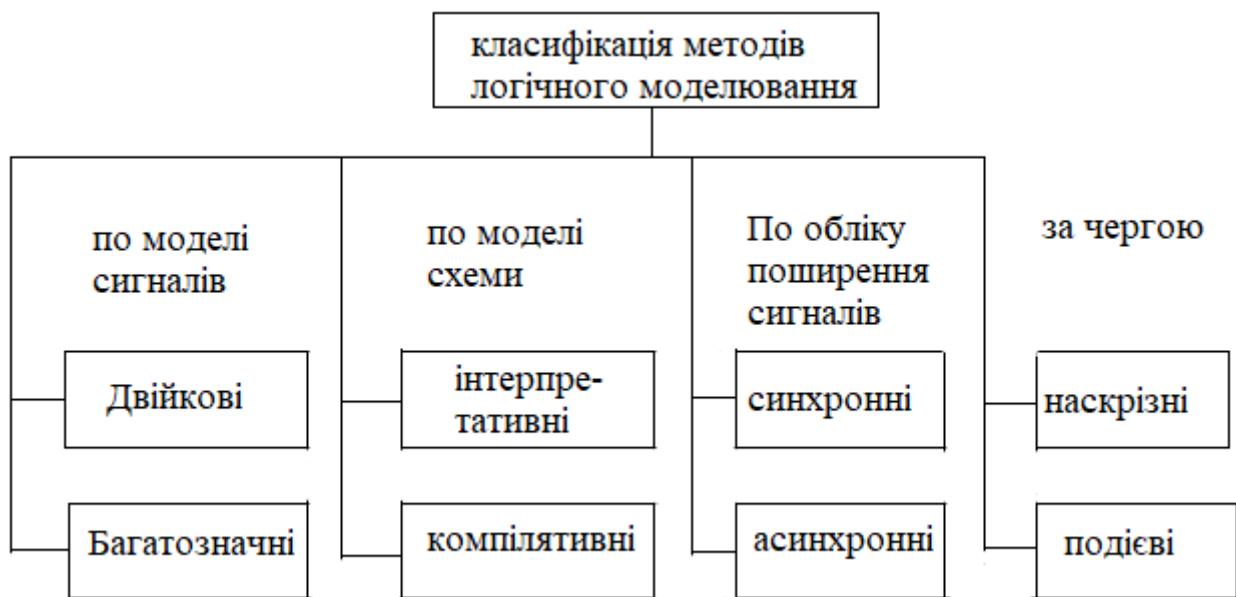 класифікація методів
логічного моделювання
по моделі
сигналів
по моделі
схеми
По обліку
поширення
сигналів
за чергою
Двійкові
інтерпре-
тативні
синхронні
наскрізні
Багатозначні
компілятивні
асинхронні
подієві